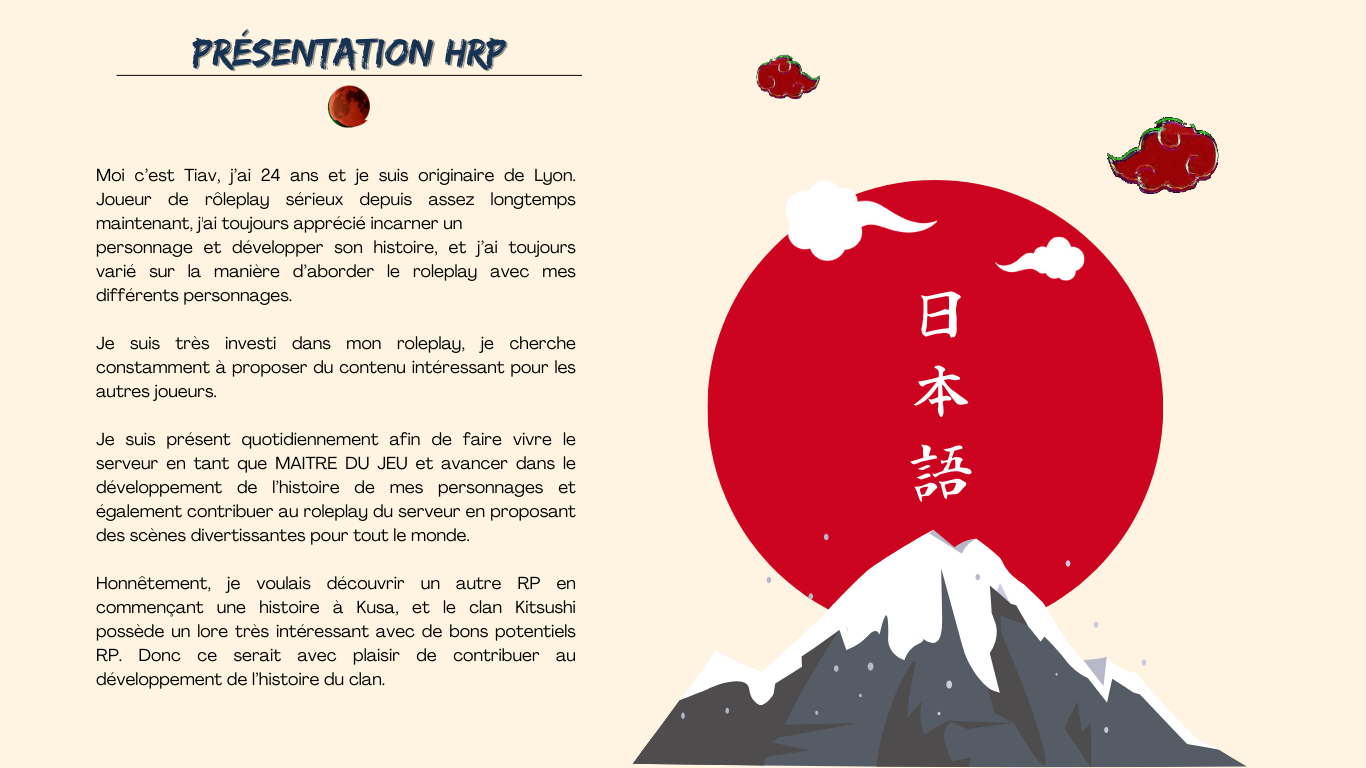 PRÉSENTATION HRP
Moi c’est Tiav, j’ai 24 ans et je suis originaire de Lyon.
Joueur de rôleplay sérieux depuis assez longtemps
maintenant, j'ai toujours apprécié incarner un
personnage et développer son histoire, et j’ai toujours
varié sur la manière d’aborder le roleplay avec mes
différents personnages.
Je suis très investi dans mon roleplay, je cherche
constamment à proposer du contenu intéressant pour les
autres joueurs.
Je suis présent quotidiennement afin de faire vivre le
serveur en tant que MAITRE DU JEU et avancer dans le
développement de l’histoire de mes personnages et
également contribuer au roleplay du serveur en proposant
des scènes divertissantes pour tout le monde.
Honnêtement, je voulais découvrir un autre RP en
commençant une histoire à Kusa, et le clan Kitsushi
possède un lore très intéressant avec de bons potentiels
RP. Donc ce serait avec plaisir de contribuer au
développement de l’histoire du clan.
日本語